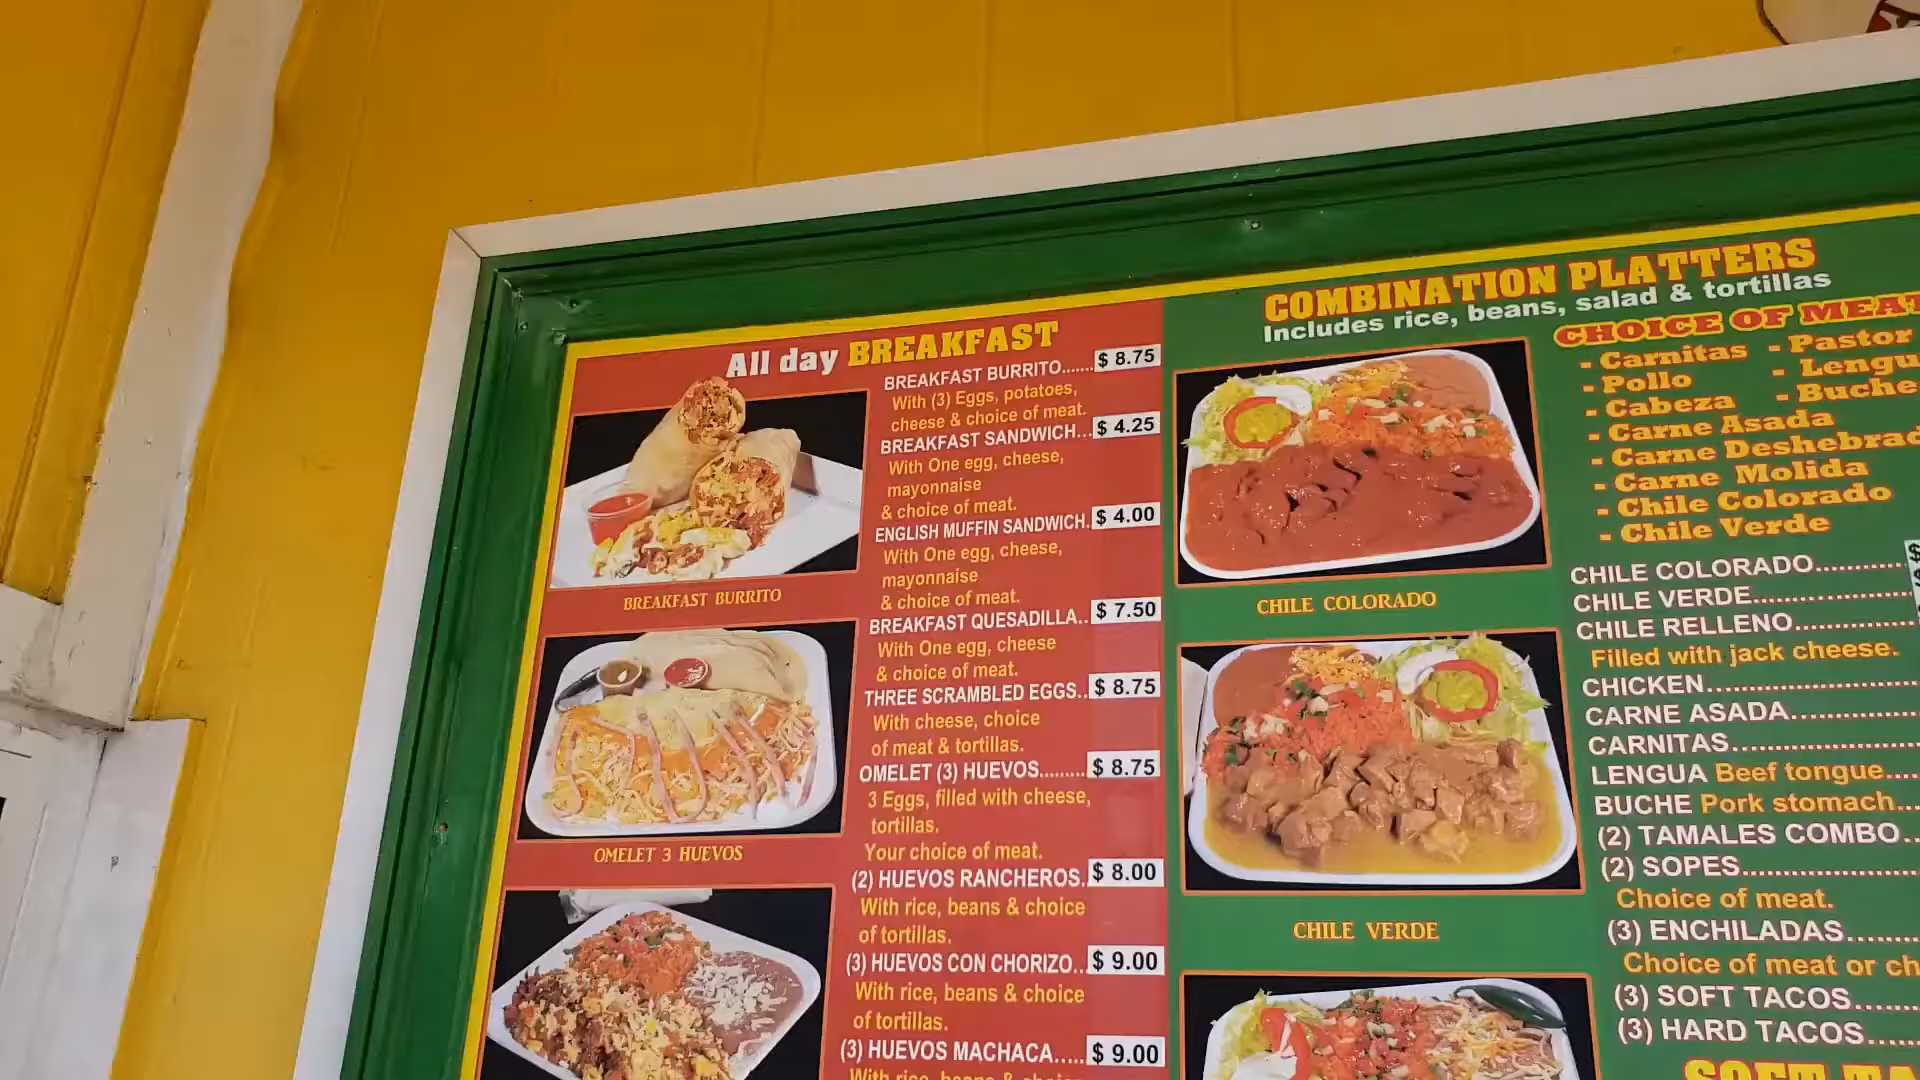 All day BREAKFAST
BREAKFAST BURRITO....... $ 8.75
With (3) Eggs, potatoes,
cheese & choice of meat.
BREAKFAST SANDWICH... $ 4.25
With One egg, cheese,
mayonnaise
& choice of meat.
ENGLISH MUFFIN SANDWICH. $ 4.00
With One egg, cheese,
mayonnaise
& choice of meat.
BREAKFAST QUESADILLA.. $ 7.50
With One egg, cheese
& choice of meat.
THREE SCRAMBLED EGGS.. $ 8.75
With cheese, choice
of meat & tortillas.
OMELET (3) HUEVOS......... $ 8.75
3 Eggs, filled with cheese,
tortillas.
Your choice of meat.
(2) HUEVOS RANCHEROS. $ 8.00
With rice, beans & choice
of tortillas.
(3) HUEVOS CON CHORIZO.. $ 9.00
With rice, beans & choice
of tortillas.
(3) HUEVOS MACHACA..... $ 9.00
With rice, beans &
BREAKFAST BURRITO
OMELET 3 HUEVOS
COMBINATION PLATTERS
Includes rice, beans, salad & tortillas
CHILE COLORADO
CHILE VERDE
CHOICE OF MEAT
- Carnitas - Pastor
- Pollo - Lengu
- Cabeza - Buche
- Carne Asada
- Carne Deshebrad
- Carne Molida
- Chile Colorado
- Chile Verde
CHILE COLORADO............
CHILE VERDE....................
CHILE RELLENO...............
Filled with jack cheese.
CHICKEN........................
CARNE ASADA..............
CARNITAS.....................
LENGUA Beef tongue....
BUCHE Pork stomach...
(2) TAMALES COMBO..
(2) SOPES....................
Choice of meat.
(3) ENCHILADAS........
Choice of meat or ch
(3) SOFT TACOS.......
(3) HARD TACOS......
SOFT TA